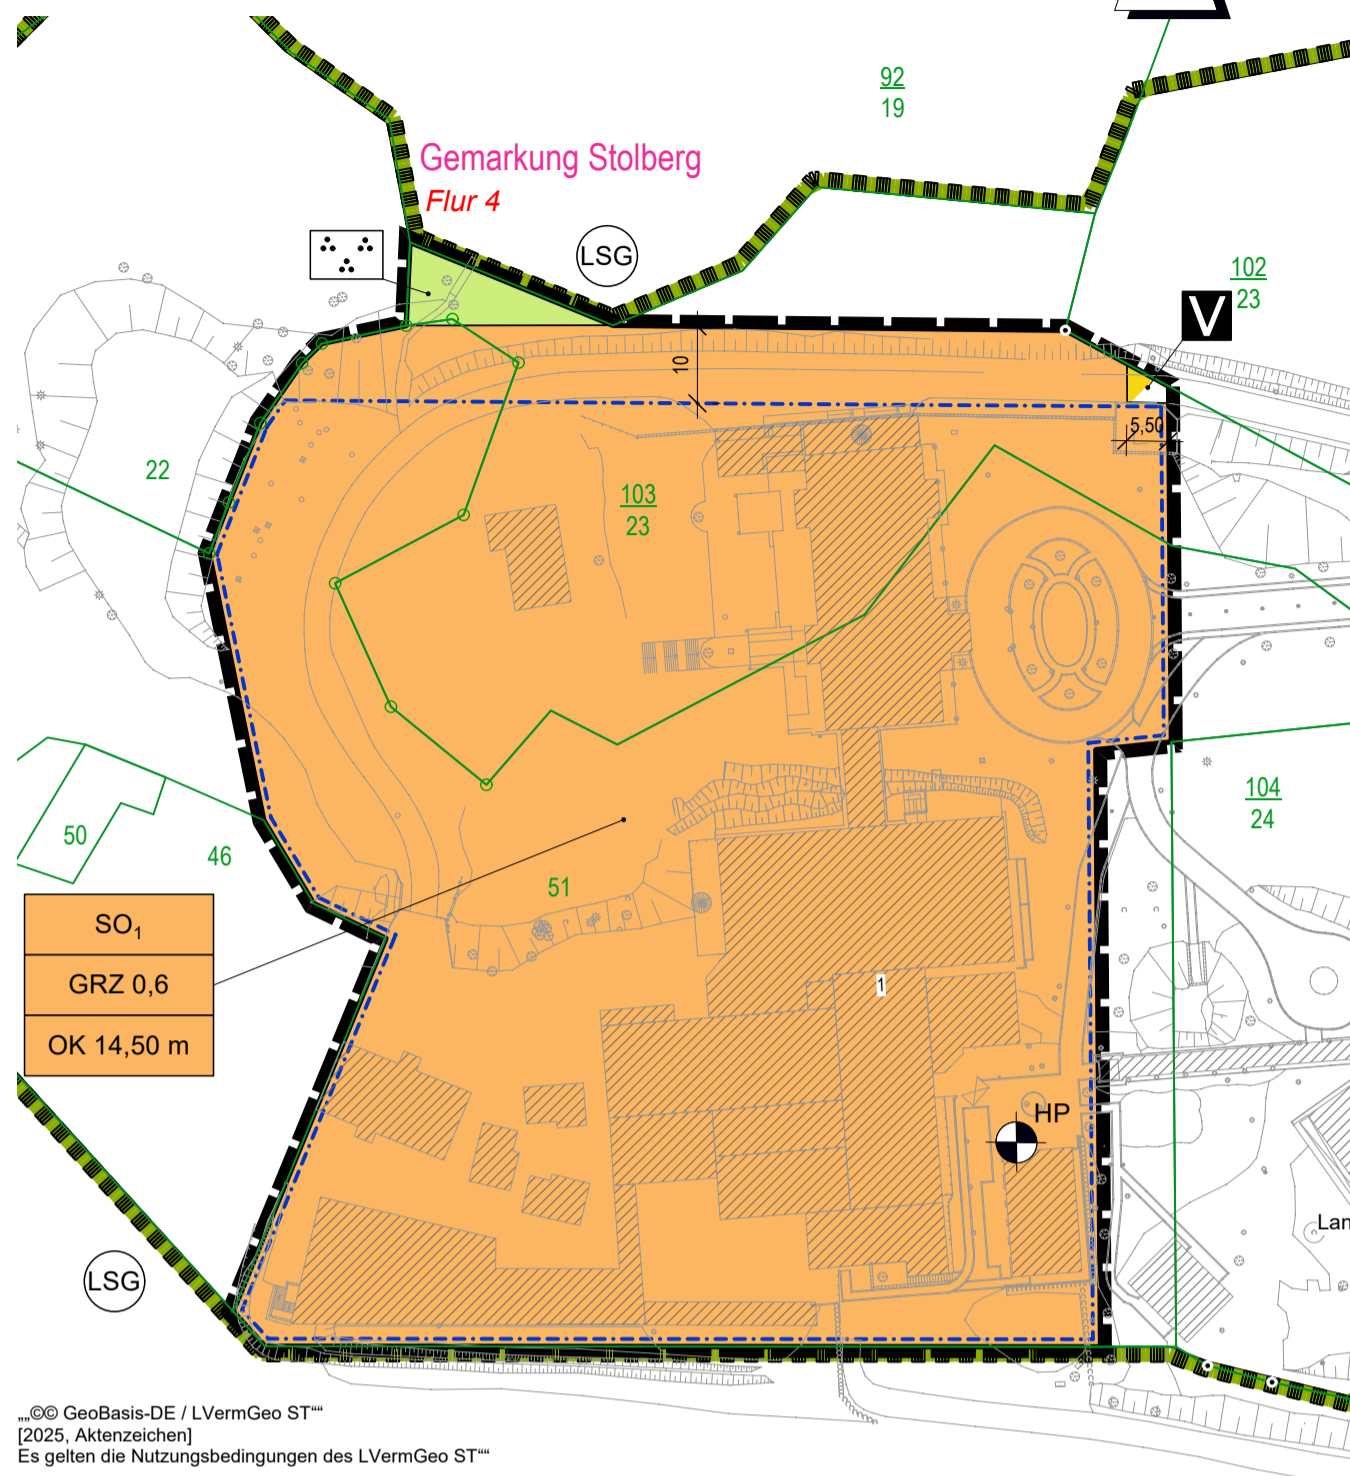 92
19
Gemarkung Stolberg
Flur 4
LSG
102
23
V
10
5,50
22
103
23
104
24
50
46
51
SO1
GRZ 0,6
OK 14,50 m
1
HP
Lan
LSG
„„©© GeoBasis-DE / LVermGeo ST““
[2025, Aktenzeichen]
Es gelten die Nutzungsbedingungen des LVermGeo ST““